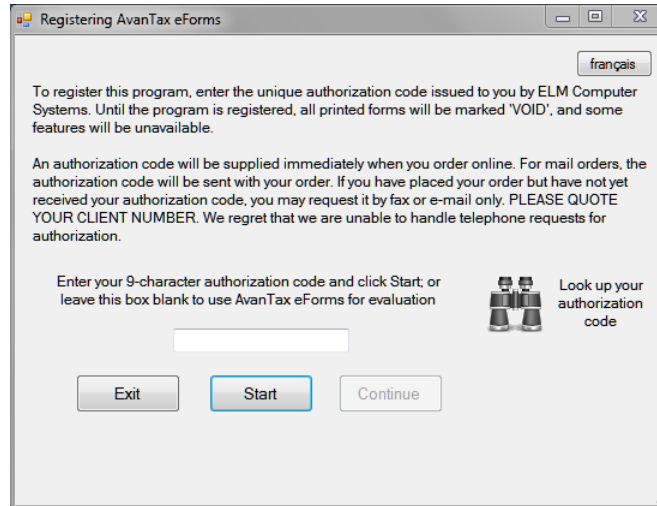 Registering AvanTax eForms
français
To register this program, enter the unique authorization code issued to you by ELM Computer
Systems. Until the program is registered, all printed forms will be marked 'VOID', and some
features will be unavailable.
An authorization code will be supplied immediately when you order online. For mail orders, the
authorization code will be sent with your order. If you have placed your order but have not yet
received your authorization code, you may request it by fax or e-mail only. PLEASE QUOTE
YOUR CLIENT NUMBER. We regret that we are unable to handle telephone requests for
authorization.
Enter your 9-character authorization code and click Start; or
leave this box blank to use AvanTax eForms for evaluation
Look up your
authorization
code
Exit
Start
Continue